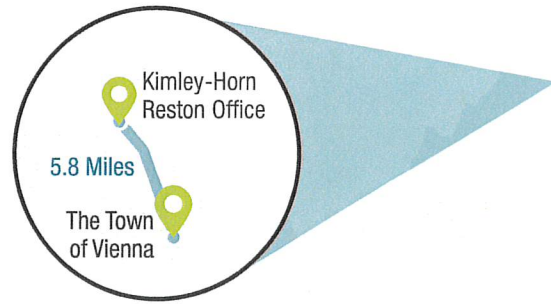 Kimley-Horn
Reston Office
5.8 Miles
The Town
of Vienna